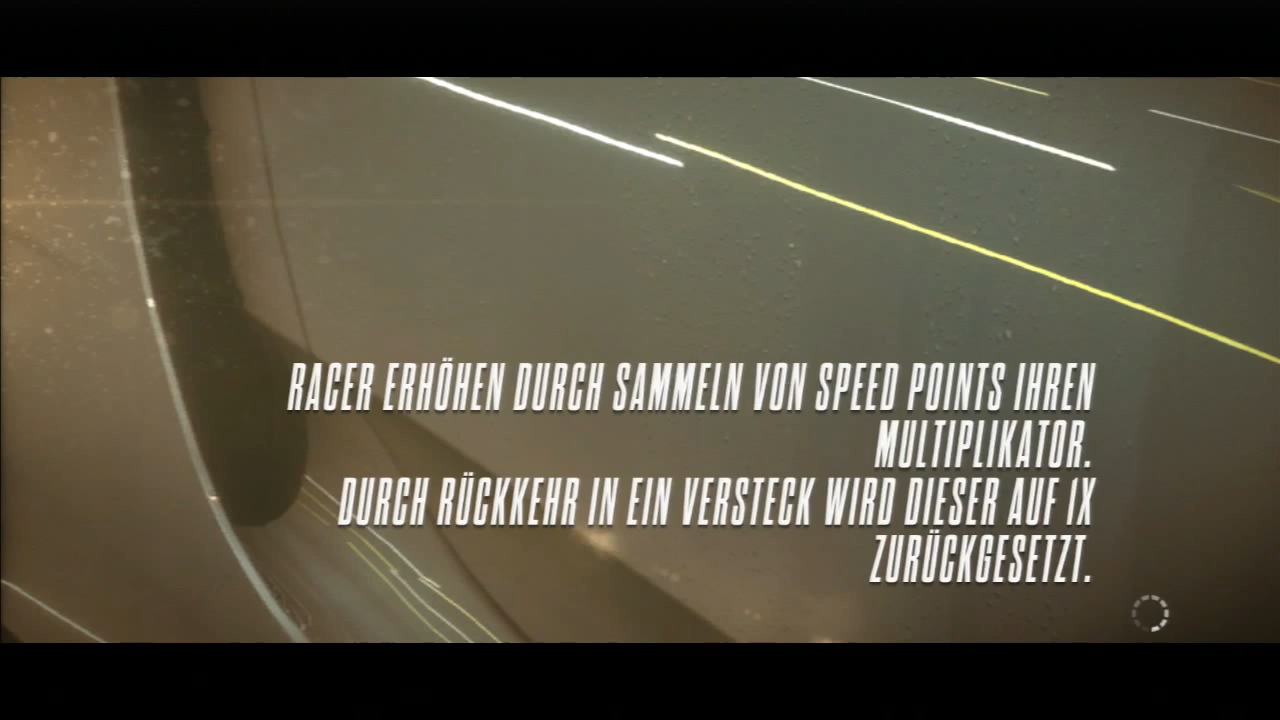 RACER ERHÖHEN DURCH SAMMELN VON SPEED POINTS IHREN
MULTIPLIKATOR.
DURCH RÜCKKEHR IN EIN VERSTECK WIRD DIESER AUF 1X
ZURÜCKGESETZT.